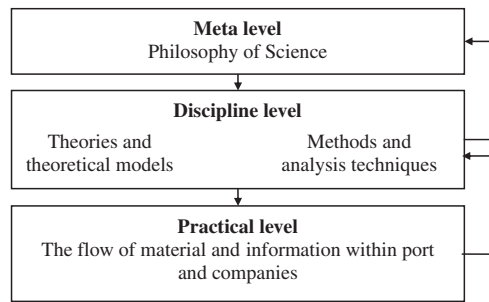 Meta level
Philosophy of Science
Discipline level
Theories and
theoretical models
Methods and
analysis techniques
Practical level
The flow of material and information within port
and companies